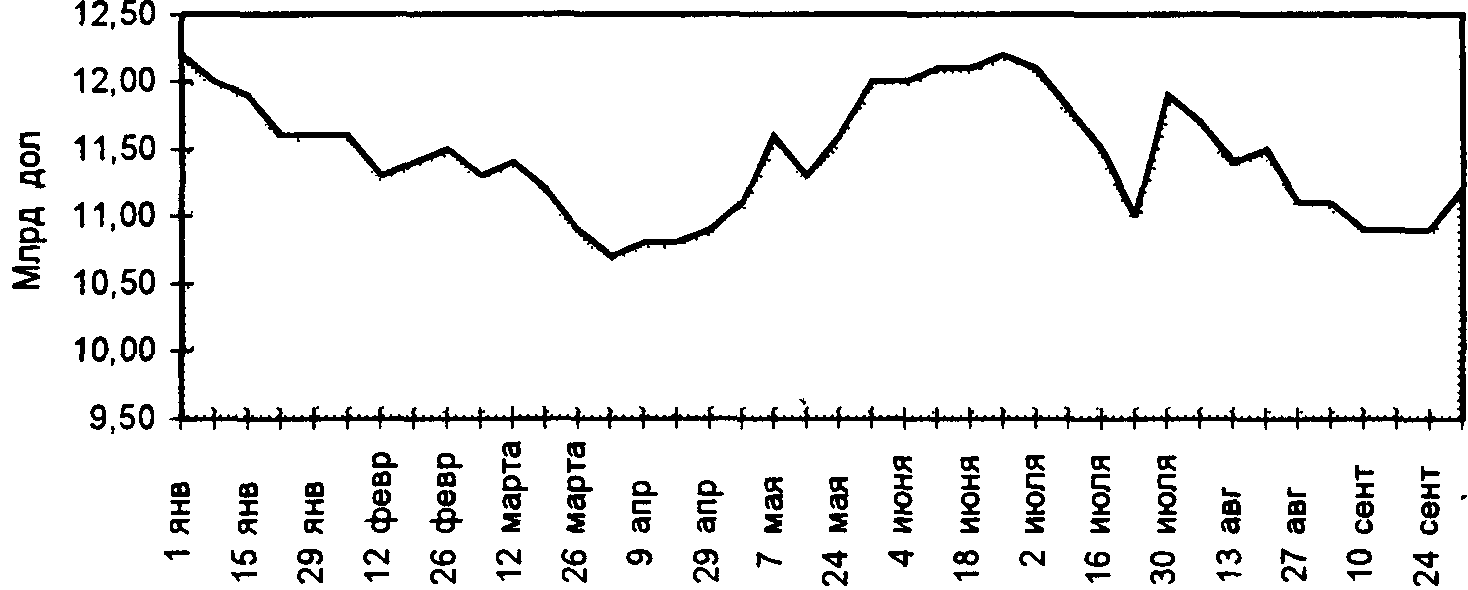 12,50
12,00
11,50
11,00
10,50
10,00
9,50
Млрд дол
1 янв
15 янв
29 янв
12 февр
26 февр
12 марта
26 марта
9 апр
29 апр
7 мая
24 мая
4 июня
18 июня
2 июля
16 июля
30 июля
13 авг
27 авг
10 сент
24 сент